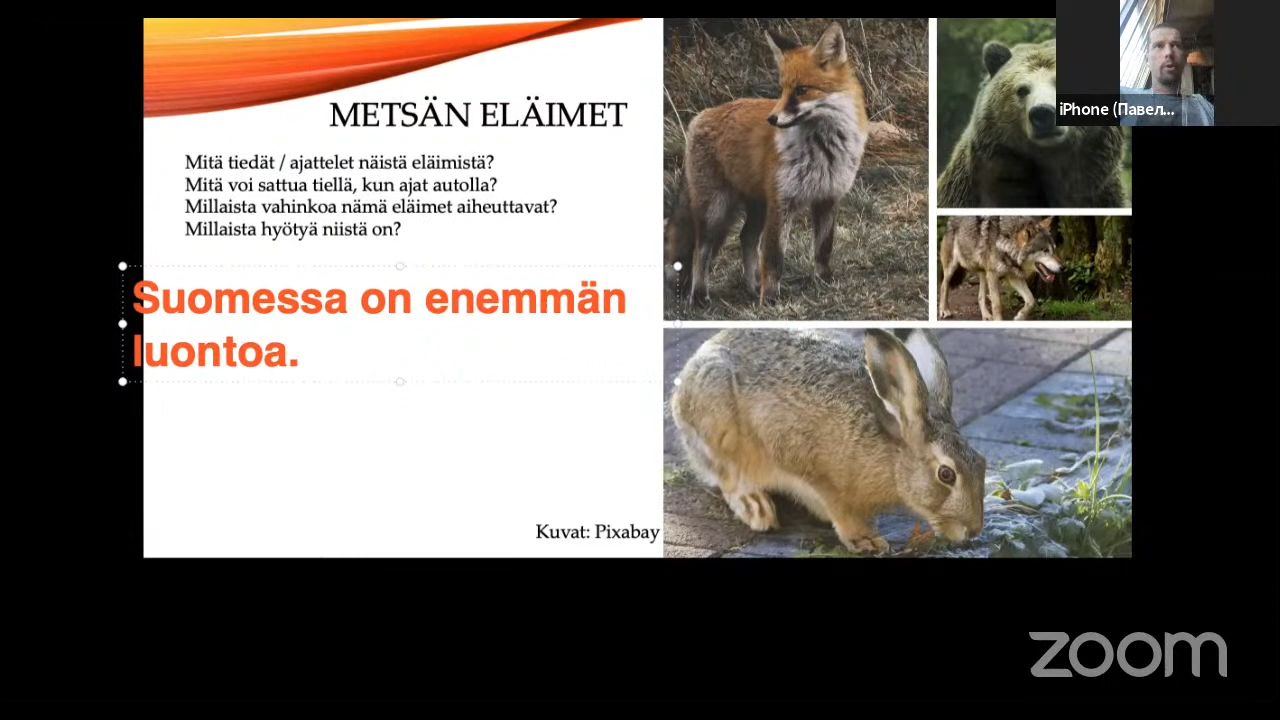 METSÄN ELÄIMET
Mitä tiedät / ajattelet näistä eläimistä?
Mitä voi sattua tiellä, kun ajat autolla?
Millaista vahinkoa nämä eläimet aiheuttavat?
Millaista hyötyä niistä on?
Suomessa on enemmän
luontoa.
Kuvat: Pixabay
iPhone (Павел...
zoom